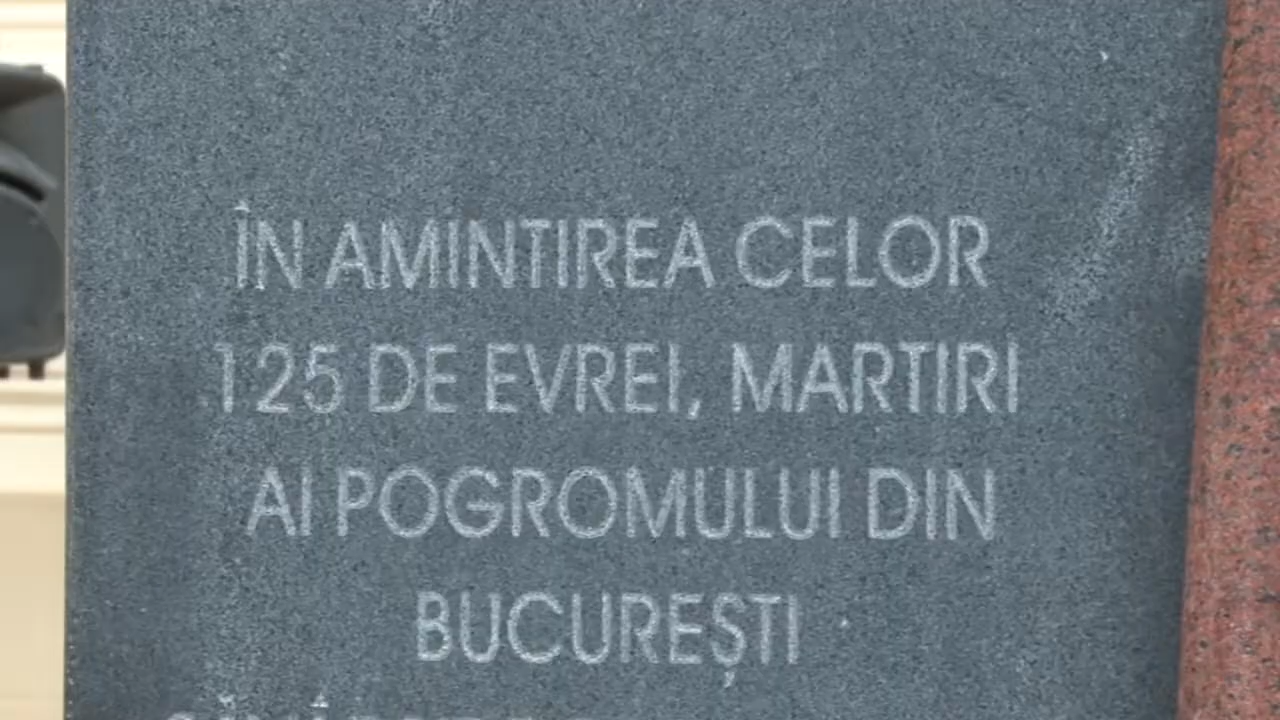 ÎN AMINTIREA CELOR
125 DE EVREI, MARTIRI
AI POGROMULUI DIN
BUCUREȘTI